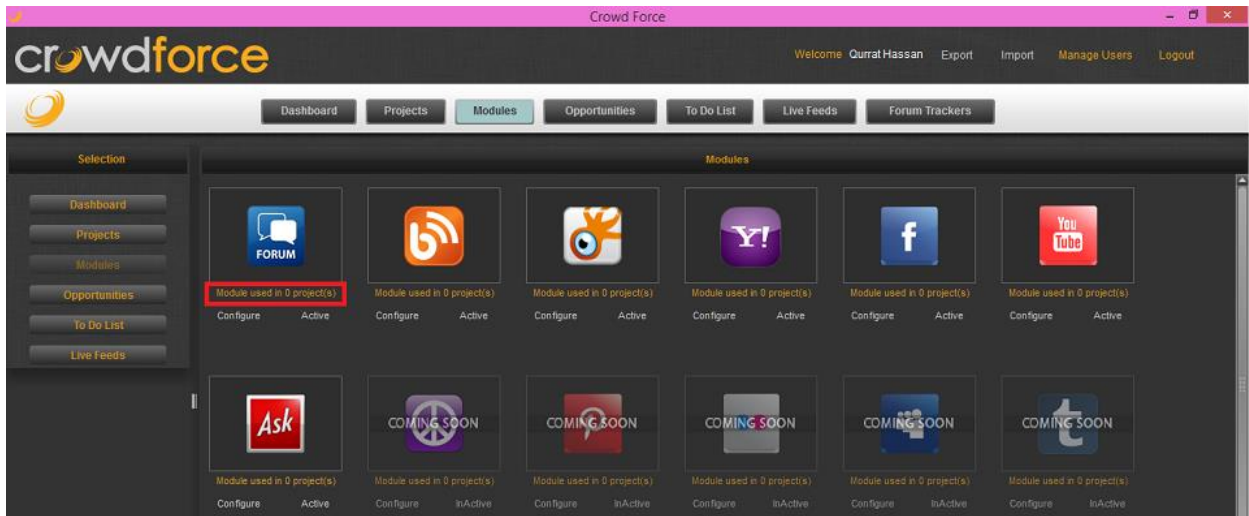 Crowd Force
crowdforce
Welcome Qurrat Hassan Export Import Manage Users Logout
Dashboard Projects Modules Opportunities To Do List Live Feeds Forum Trackers
Selection
Modules
Dashboard
Projects
Modules
Opportunities
To Do List
Live Feeds
FORUM
b
Y!
f
You Tube
Module used in 0 project(s) Module used in 0 project(s) Module used in 0 project(s) Module used in 0 project(s) Module used in 0 project(s) Module used in 0 project(s)
Configure Active Configure Active Configure Active Configure Active Configure Active Configure Active
Ask
COMING SOON COMING SOON COMING SOON COMING SOON COMING SOON
t
Module used in 0 project(s) Module used in 0 project(s) Module used in 0 project(s) Module used in 0 project(s) Module used in 0 project(s) Module used in 0 project(s)
Configure Active Configure InActive Configure InActive Configure InActive Configure InActive Configure InActive